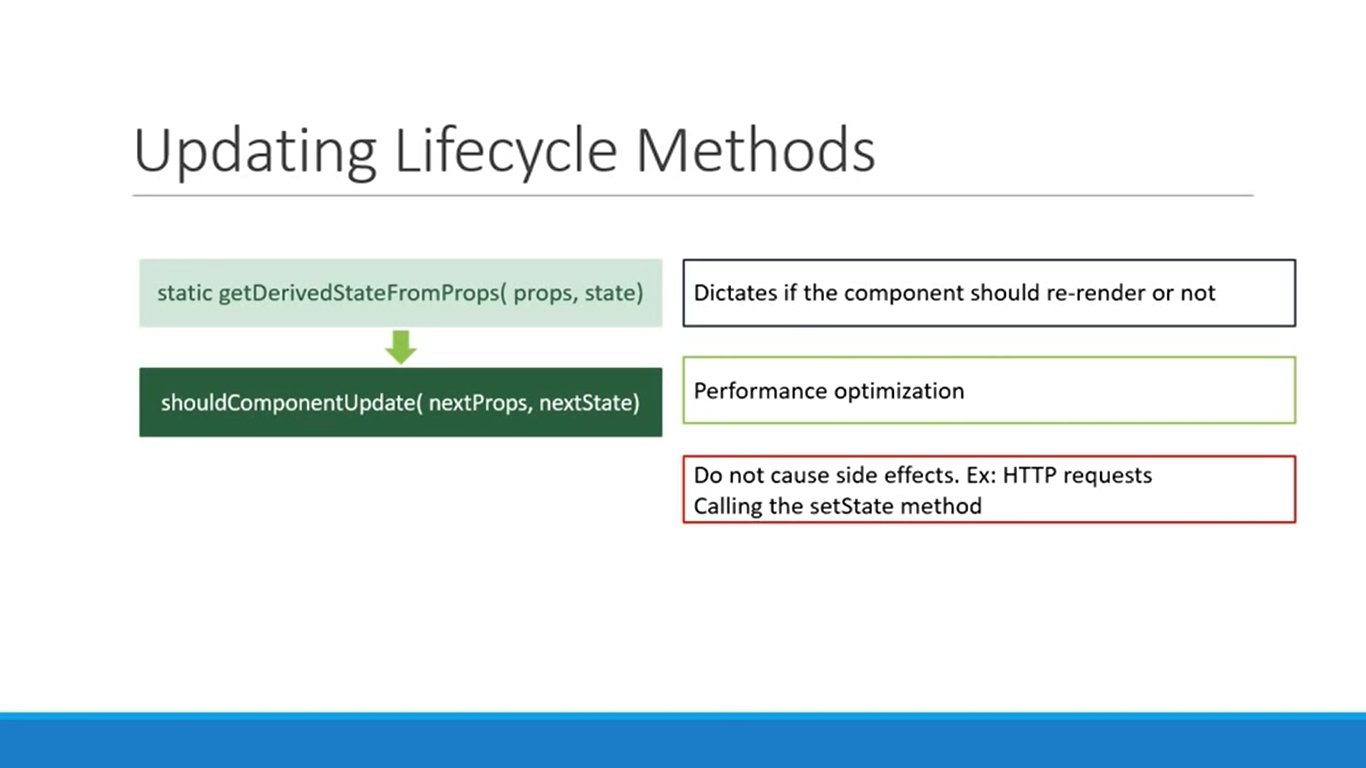 Updating Lifecycle Methods
static getDerivedStateFromProps( props, state)
shouldComponentUpdate( nextProps, nextState)
Dictates if the component should re-render or not
Performance optimization
Do not cause side effects. Ex: HTTP requests
Calling the setState method